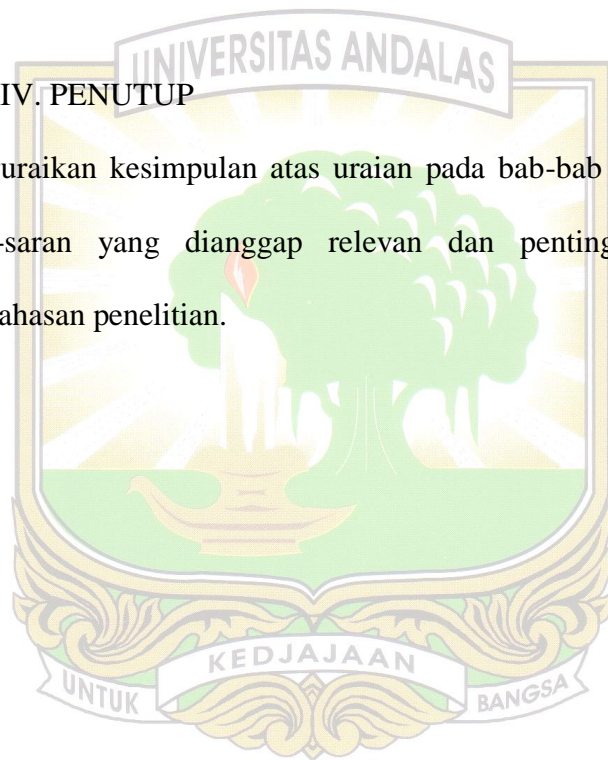 UNIVERSITAS ANDALAS
IV. PENUTUP
uraikan kesimpulan atas uraian pada bab-bab
-saran yang dianggap relevan dan penting
ahasan penelitian.
KEDJAJAAN
UNTUK BANGSA